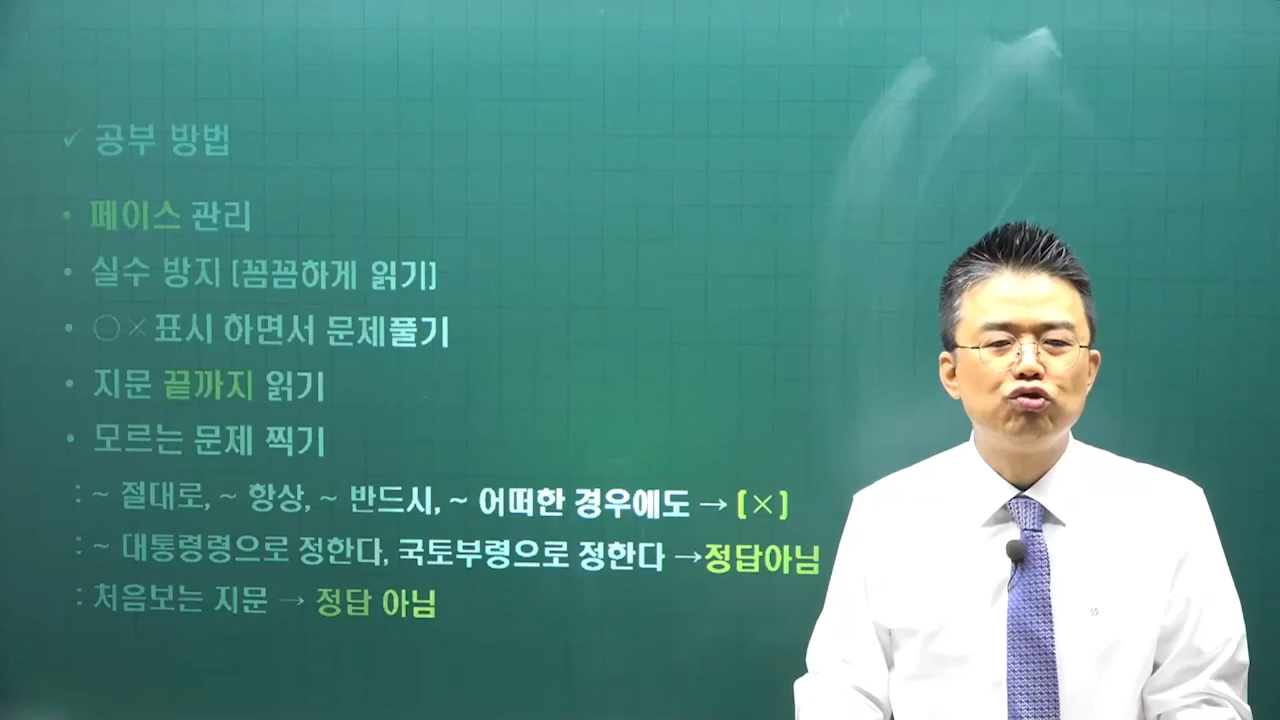 ✓ 공부 방법
• 페이스 관리
• 실수 방지 [꼼꼼하게 읽기]
• ○×표시 하면서 문제풀기
• 지문 끝까지 읽기
• 모르는 문제 찍기
: ~ 절대로, ~ 항상, ~ 반드시, ~ 어떠한 경우에도 → [×]
: ~ 대통령령으로 정한다, 국토부령으로 정한다 →정답아님
: 처음보는 지문 → 정답 아님